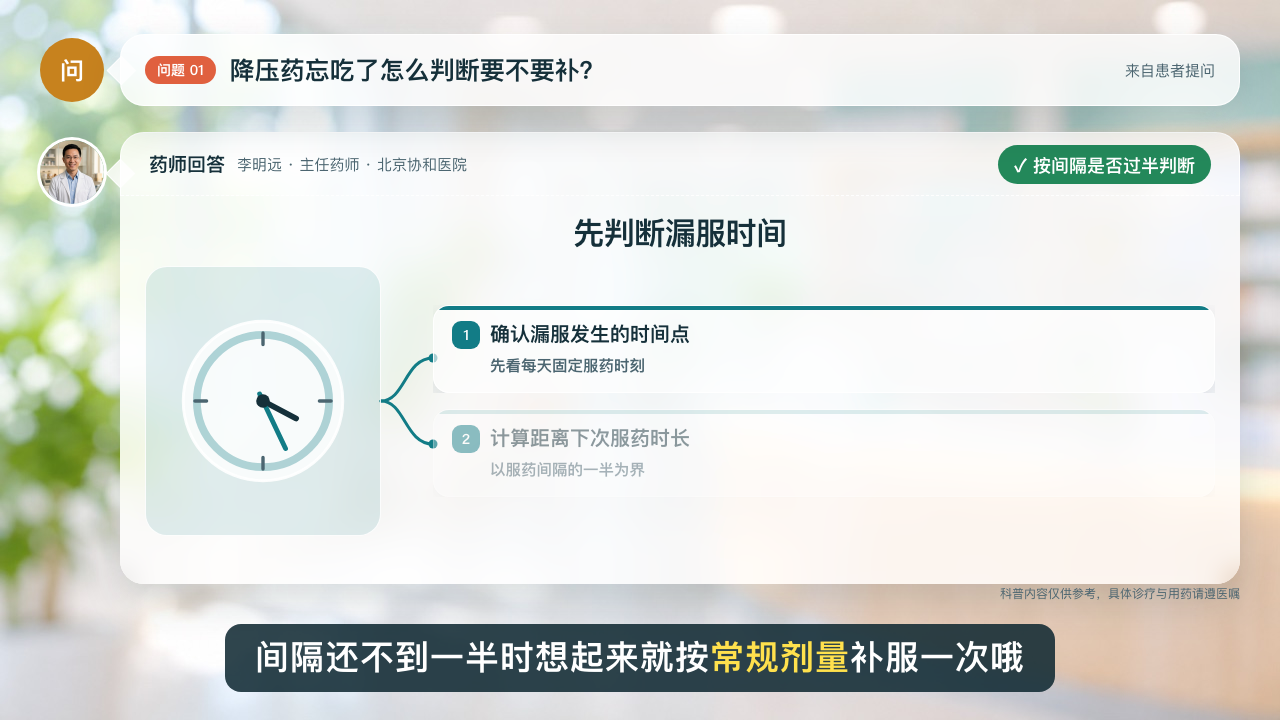 问
问题 01 降压药忘吃了怎么判断要不要补? 来自患者提问
药师回答 李明远 · 主任药师 · 北京协和医院 ✓ 按间隔是否过半判断
先判断漏服时间
1 确认漏服发生的时间点
先看每天固定服药时刻
2 计算距离下次服药时长
以服药间隔的一半为界
科普内容仅供参考，具体诊疗与用药请遵医嘱
间隔还不到一半时想起来就按常规剂量补服一次哦